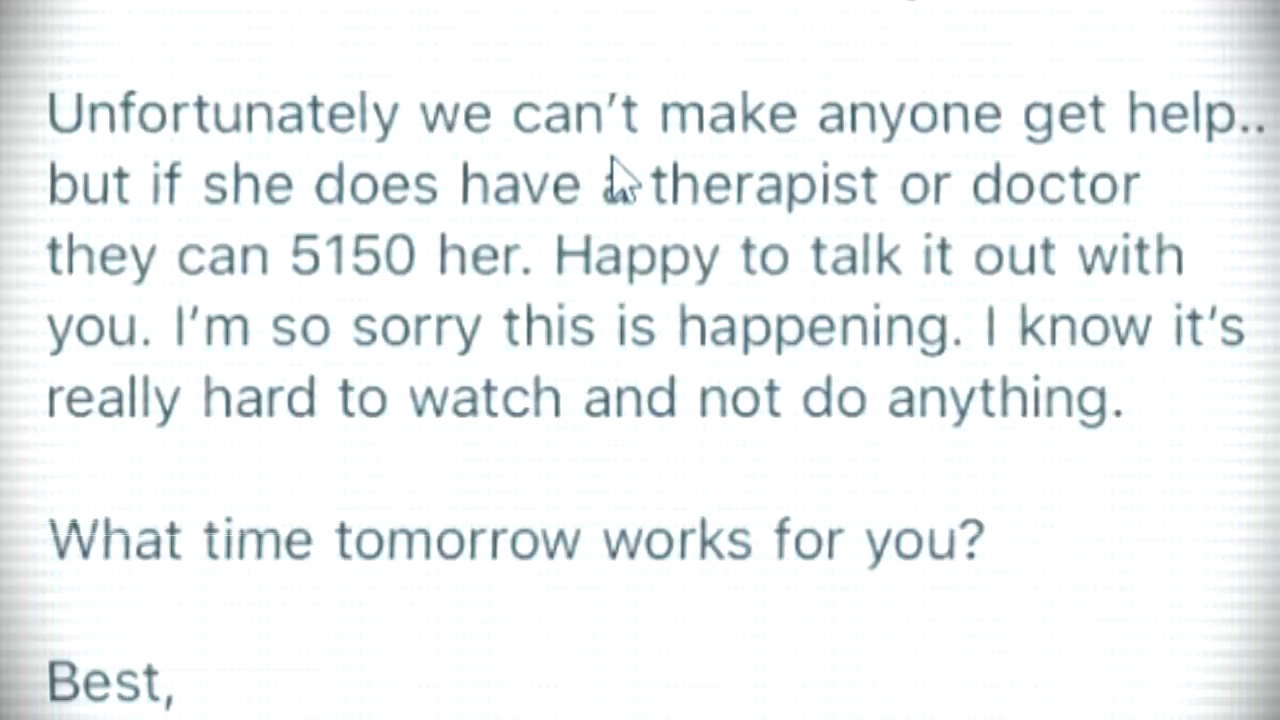 Unfortunately we can't make anyone get help..
but if she does have a therapist or doctor
they can 5150 her. Happy to talk it out with
you. I'm so sorry this is happening. I know it's
really hard to watch and not do anything.
What time tomorrow works for you?
Best,